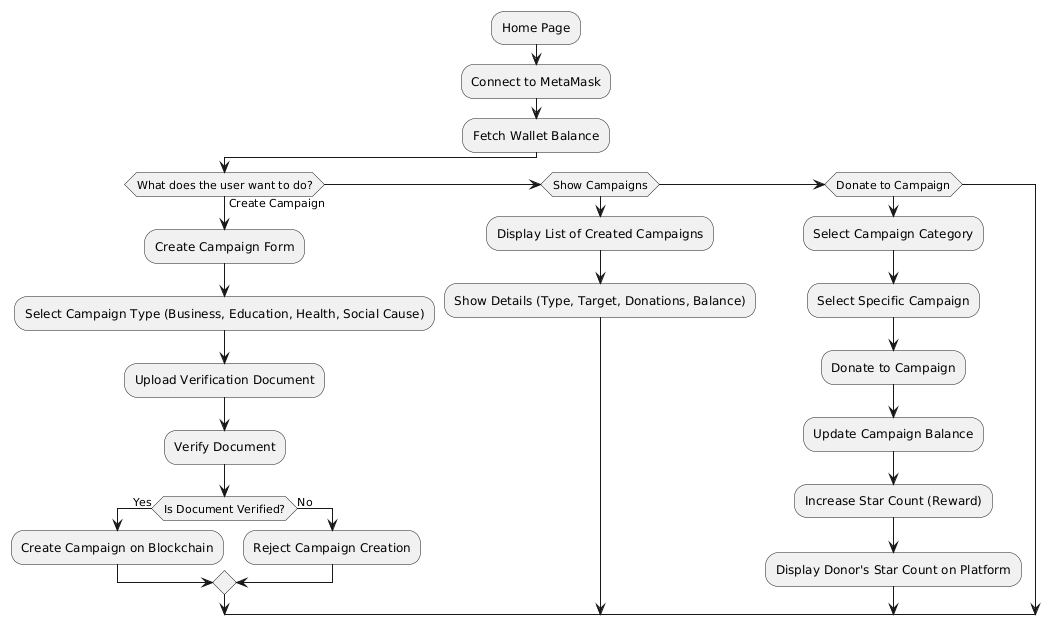 Home Page
Connect to MetaMask
Fetch Wallet Balance
What does the user want to do?
Create Campaign
Create Campaign Form
Select Campaign Type (Business, Education, Health, Social Cause)
Upload Verification Document
Verify Document
Is Document Verified?
Yes
No
Create Campaign on Blockchain
Reject Campaign Creation
Show Campaigns
Display List of Created Campaigns
Show Details (Type, Target, Donations, Balance)
Donate to Campaign
Select Campaign Category
Select Specific Campaign
Donate to Campaign
Update Campaign Balance
Increase Star Count (Reward)
Display Donor's Star Count on Platform